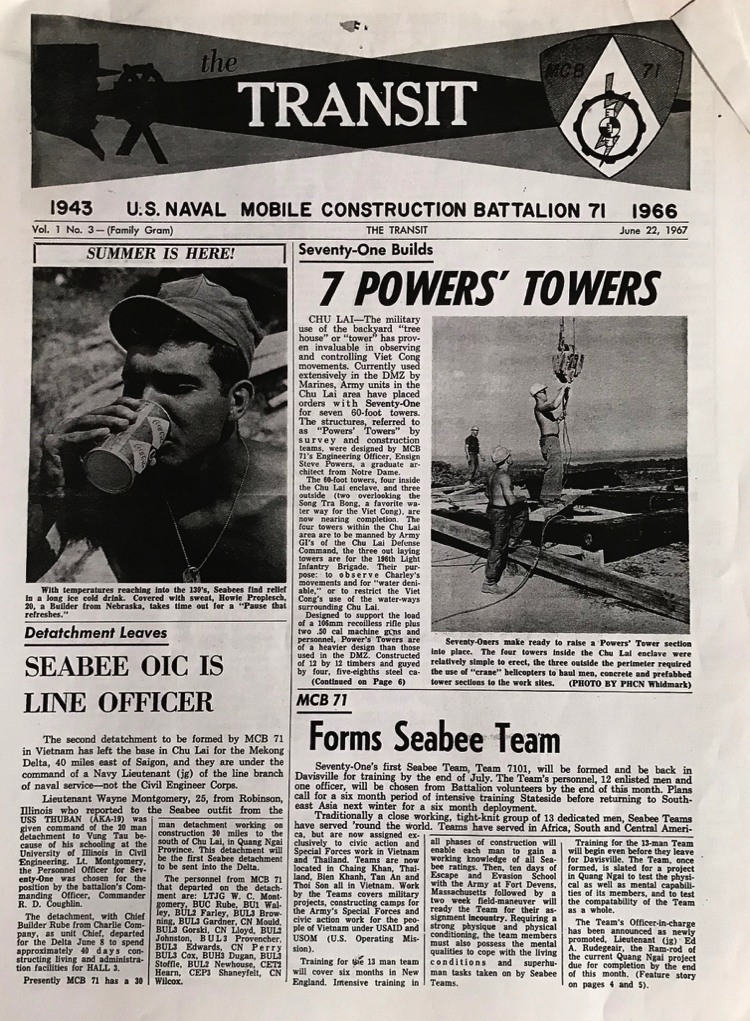 the
TRANSIT
MCB 71
1943 U.S. NAVAL MOBILE CONSTRUCTION BATTALION 71 1966
Vol. 1 No. 3 — (Family Gram) THE TRANSIT June 22, 1967
SUMMER IS HERE!
With temperatures reaching into the 130's, Seabees find relief
in a long ice cold drink. Covered with sweat, Howie Proplesch,
20, a Builder from Nebraska, takes time out for a "Pause that
refreshes."
Detatchment Leaves
SEABEE OIC IS
LINE OFFICER
The second detatchment to be formed by MCB 71
in Vietnam has left the base in Chu Lai for the Mekong
Delta, 40 miles east of Saigon, and they are under the
command of a Navy Lieutenant (jg) of the line branch
of naval service—not the Civil Engineer Corps.
Lieutenant Wayne Montgomery, 25, from Robinson,
Illinois who reported to the Seabee outfit from the
USS THUBAN (AKA-19) was
given command of the 20 man
detachment to Vung Tau be-
cause of his schooling at the
University of Illinois in Civil
Engineering. Lt. Montgomery,
the Personnel Officer for Sev-
enty-One was chosen for the
position by the battalion's Com-
manding Officer, Commander
R. D. Coughlin.
The detachment, with Chief
Builder Rube from Charlie Com-
pany, as unit Chief, departed
for the Delta June 8 to spend
approximately 40 days con-
structing living and administra-
tion facilities for HALL 3.
Presently MCB 71 has a 30
man detachment working on
construction 30 miles to the
south of Chu Lai, in Quang Ngai
Province. This detachment will
be the first Seabee detachment
to be sent into the Delta.
The personnel from MCB 71
that departed on the detach-
ment are: LTJG W. C. Mont-
gomery, BUC Rube, BU1 Wal-
ley, BUL2 Farley, BUL3 Brow-
ning, BUL3 Gardner, CN Mould,
BUL3 Gorski, CN Lloyd, BUL2
Johnston, BUL1 Provencher,
BUL3 Edwards, CN Perry
BUL3 Cox, BUH3 Dugan, BUL3
Stoffle, BUL2 Newhouse, CET2
Hearn, CEP3 Shaneyfelt, CN
Wilcox.
Seventy-One Builds
7 POWERS' TOWERS
CHU LAI—The military
use of the backyard "tree
house" or "tower" has prov-
en invaluable in observing
and controlling Viet Cong
movements. Currently used
extensively in the DMZ by
Marines, Army units in the
Chu Lai area have placed
orders with Seventy-One
for seven 60-foot towers.
The structures, referred to
as "Powers' Towers" by
survey and construction
teams, were designed by MCB
71's Engineering Officer, Ensign
Steve Powers, a graduate ar-
chitect from Notre Dame.
The 60-foot towers, four inside
the Chu Lai enclave, and three
outside (two overlooking the
Song Tra Bong, a favorite wa-
ter way for the Viet Cong), are
now nearing completion. The
four towers within the Chu Lai
area are to be manned by Army
GI's of the Chu Lai Defense
Command, the three out laying
towers are for the 196th Light
Infantry Brigade. Their pur-
pose: to observe Charley's
movements and for "water deni-
able," or to restrict the Viet
Cong's use of the water-ways
surrounding Chu Lai.
Designed to support the load
of a 106mm recoilless rifle plus
two .50 cal machine guns and
personnel, Power's Towers are
of a heavier design than those
used in the DMZ. Constructed
of 12 by 12 timbers and guyed
by four, five-eighths steel ca-
(Continued on Page 6)
Seventy-Oners make ready to raise a Powers' Tower section
into place. The four towers inside the Chu Lai enclave were
relatively simple to erect, the three outside the perimeter required
the use of "crane" helicopters to haul men, concrete and prefabbed
tower sections to the work sites. (PHOTO BY PHCN Whidmark)
MCB 71
Forms Seabee Team
Seventy-One's first Seabee Team, Team 7101, will be formed and be back in
Davisville for training by the end of July. The Team's personnel, 12 enlisted men and
one officer, will be chosen from Battalion volunteers by the end of this month. Plans
call for a six month period of intensive training Stateside before returning to South-
east Asia next winter for a six month deployment.
Traditionally a close working, tight-knit group of 13 dedicated men, Seabee Teams
have served 'round the world. Teams have served in Africa, South and Central Ameri-
ca, but are now assigned ex-
clusively to civic action and
Special Forces work in Vietnam
and Thailand. Teams are now
located in Chaing Khan, Thai-
land, Bien Khanh, Tan An and
Thoi Son all in Vietnam. Work
by the Teams covers military
projects, constructing camps for
the Army's Special Forces and
civic action work for the peo-
ple of Vietnam under USAID and
USOM (U.S. Operating Mis-
sion).
Training for the 13 man team
will cover six months in New
England. Intensive training in
all phases of construction will
enable each man to gain a
working knowledge of all Sea-
bee ratings. Then, ten days of
Escape and Evasion School
with the Army at Fort Devens,
Massachusetts followed by a
two week field-maneuver will
ready the Team for their as-
signment incountry. Requiring a
strong physique and physical
conditioning, the team members
must also possess the mental
qualities to cope with the living
conditions and superhu-
man tasks taken on by Seabee
Teams.
Training for the 13-man Team
will begin even before they leave
for Davisville. The Team, once
formed, is slated for a project
in Quang Ngai to test the physi-
cal as well as mental capabili-
ties of its members, and to test
the compatability of the Team
as a whole.
The Team's Officer-in-charge
has been announced as newly
promoted, Lieutenant (jg) Ed
A. Rudegeair, the Ram-rod of
the current Quang Ngai project
due for completion by the end
of this month. (Feature story
on pages 4 and 5).